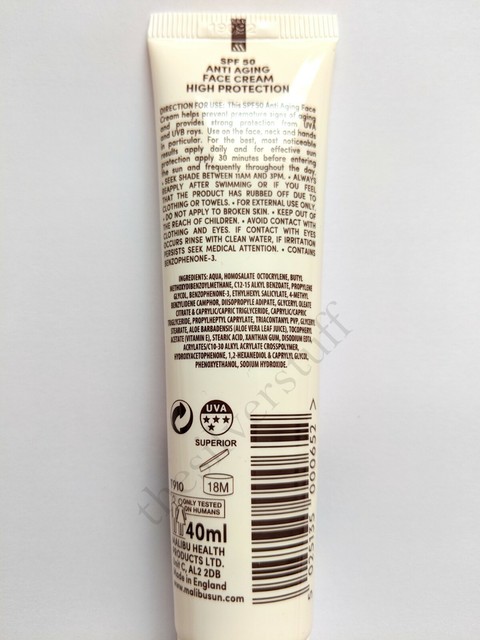 SPF 50
ANTI AGING
FACE CREAM
HIGH PROTECTION
DIRECTION FOR USE: This SPF50 Anti Aging Face
Cream helps prevent premature signs of aging
and provides strong protection from UVA
and UVB rays. Use on the face, neck and hands
in particular. For the best, most noticeable
results apply daily and for effective sun
protection apply 30 minutes before entering
the sun and frequently throughout the day.
• SEEK SHADE BETWEEN 11AM AND 3PM. • ALWAYS
REAPPLY AFTER SWIMMING OR IF YOU FEEL
THAT THE PRODUCT HAS RUBBED OFF DUE TO
CLOTHING OR TOWELS. • FOR EXTERNAL USE ONLY.
• DO NOT APPLY TO BROKEN SKIN. • KEEP OUT OF
THE REACH OF CHILDREN. • AVOID CONTACT WITH
CLOTHING AND EYES. IF CONTACT WITH EYES
OCCURS RINSE WITH CLEAN WATER, IF IRRITATION
PERSISTS SEEK MEDICAL ATTENTION. • CONTAINS
BENZOPHENONE-3.
INGREDIENTS: AQUA, HOMOSALATE OCTOCRYLENE, BUTYL
METHOXYDIBENZOYLMETHANE, C12-15 ALKYL BENZOATE, PROPYLENE
GLYCOL, BENZOPHENONE-3, ETHYLHEXYL SALICYLATE, 4-METHYL
BENZYLIDENE CAMPHOR, DIISOPROPYL ADIPATE, GLYCERYL OLEATE
CITRATE & CAPRYLIC/CAPRIC TRIGLYCERIDE, CAPRYLIC/CAPRIC
TRIGLYCERIDE, PROPYLHEPTYL CAPRYLATE, TRIACONTANYL PVP, GLYCERYL
STEARATE, ALOE BARBADENSIS (ALOE VERA LEAF JUICE), TOCOPHERYL
ACETATE (VITAMIN E), STEARIC ACID, XANTHAN GUM, DISODIUM EDTA,
ACRYLATES/C10-30 ALKYL ACRYLATE CROSSPOLYMER,
HYDROXYACETOPHENONE, 1,2-HEXANEDIOL & CAPRYLYL GLYCOL,
PHENOXYETHANOL, SODIUM HYDROXIDE.
UVA
SUPERIOR
1910
18M
ONLY TESTED
ON HUMANS
40ml
MALIBU HEALTH
PRODUCTS LTD.
Unit C, AL2 2DB
Made in England
www.malibusun.com
5 025135 000652 >
thesilverstuff